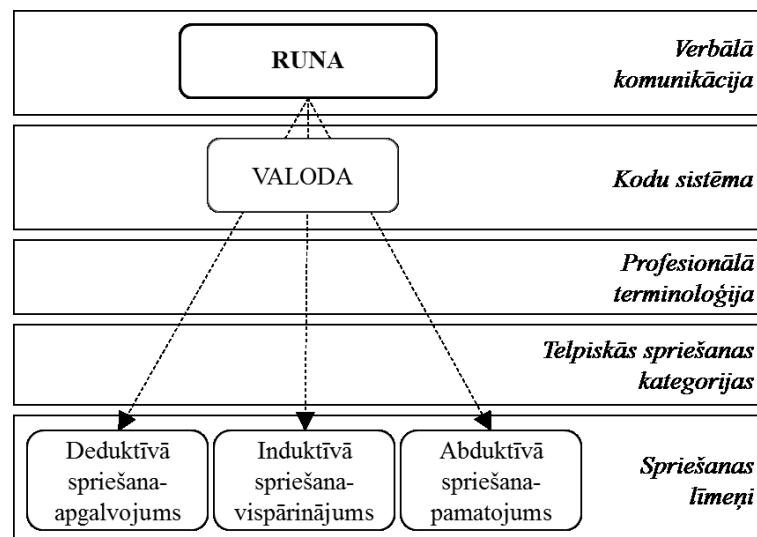 RUNA
Verbālā
komunikācija
VALODA
Kodu sistēma
Profesionālā
terminoloģija
Telpiskās spriešanas
kategorijas
Deduktīvā
spriešana-
apgalvojums
Induktīvā
spriešana-
vispārinājums
Abduktīvā
spriešana-
pamatojums
Spriešanas
līmeņi